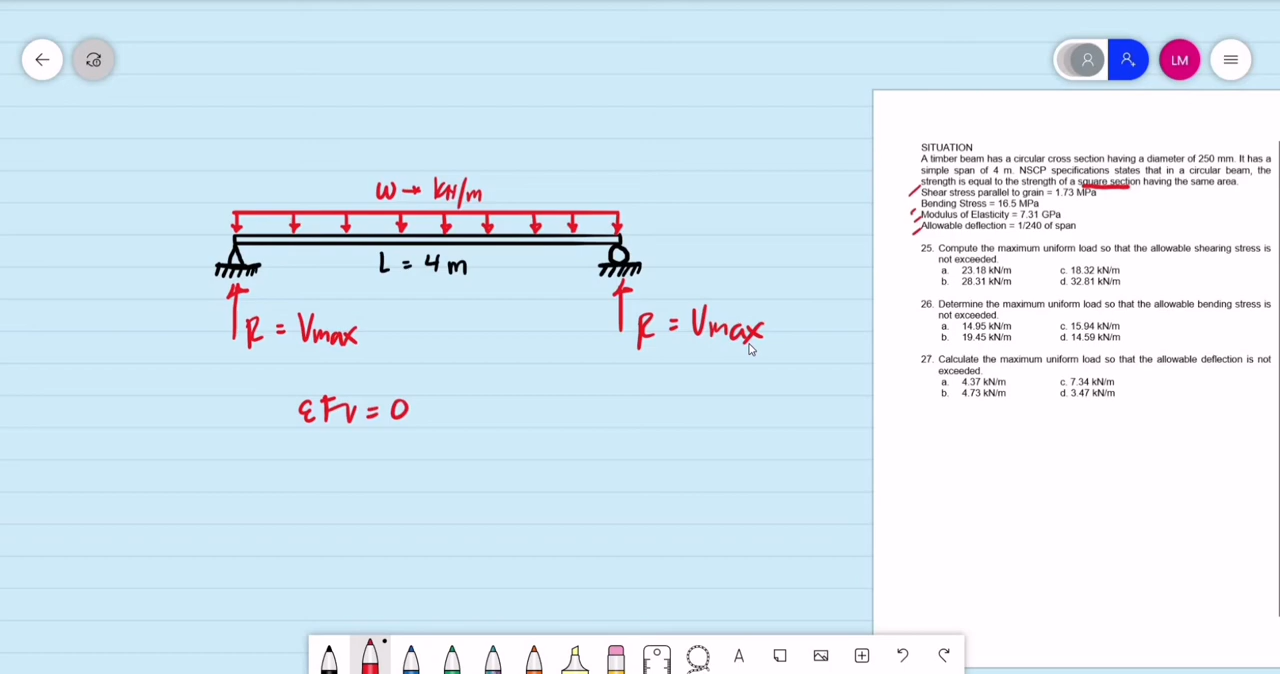 LM
ω → kN/m
L = 4 m
R = Vmax
R = Vmax
ΣFv = 0
SITUATION
A timber beam has a circular cross section having a diameter of 250 mm. It has a
simple span of 4 m. NSCP specifications states that in a circular beam, the
strength is equal to the strength of a square section having the same area.
Shear stress parallel to grain = 1.73 MPa
Bending Stress = 16.5 MPa
Modulus of Elasticity = 7.31 GPa
Allowable deflection = 1/240 of span
25. Compute the maximum uniform load so that the allowable shearing stress is
not exceeded.
a. 23.18 kN/m c. 18.32 kN/m
b. 28.31 kN/m d. 32.81 kN/m
26. Determine the maximum uniform load so that the allowable bending stress is
not exceeded.
a. 14.95 kN/m c. 15.94 kN/m
b. 19.45 kN/m d. 14.59 kN/m
27. Calculate the maximum uniform load so that the allowable deflection is not
exceeded.
a. 4.37 kN/m c. 7.34 kN/m
b. 4.73 kN/m d. 3.47 kN/m
A